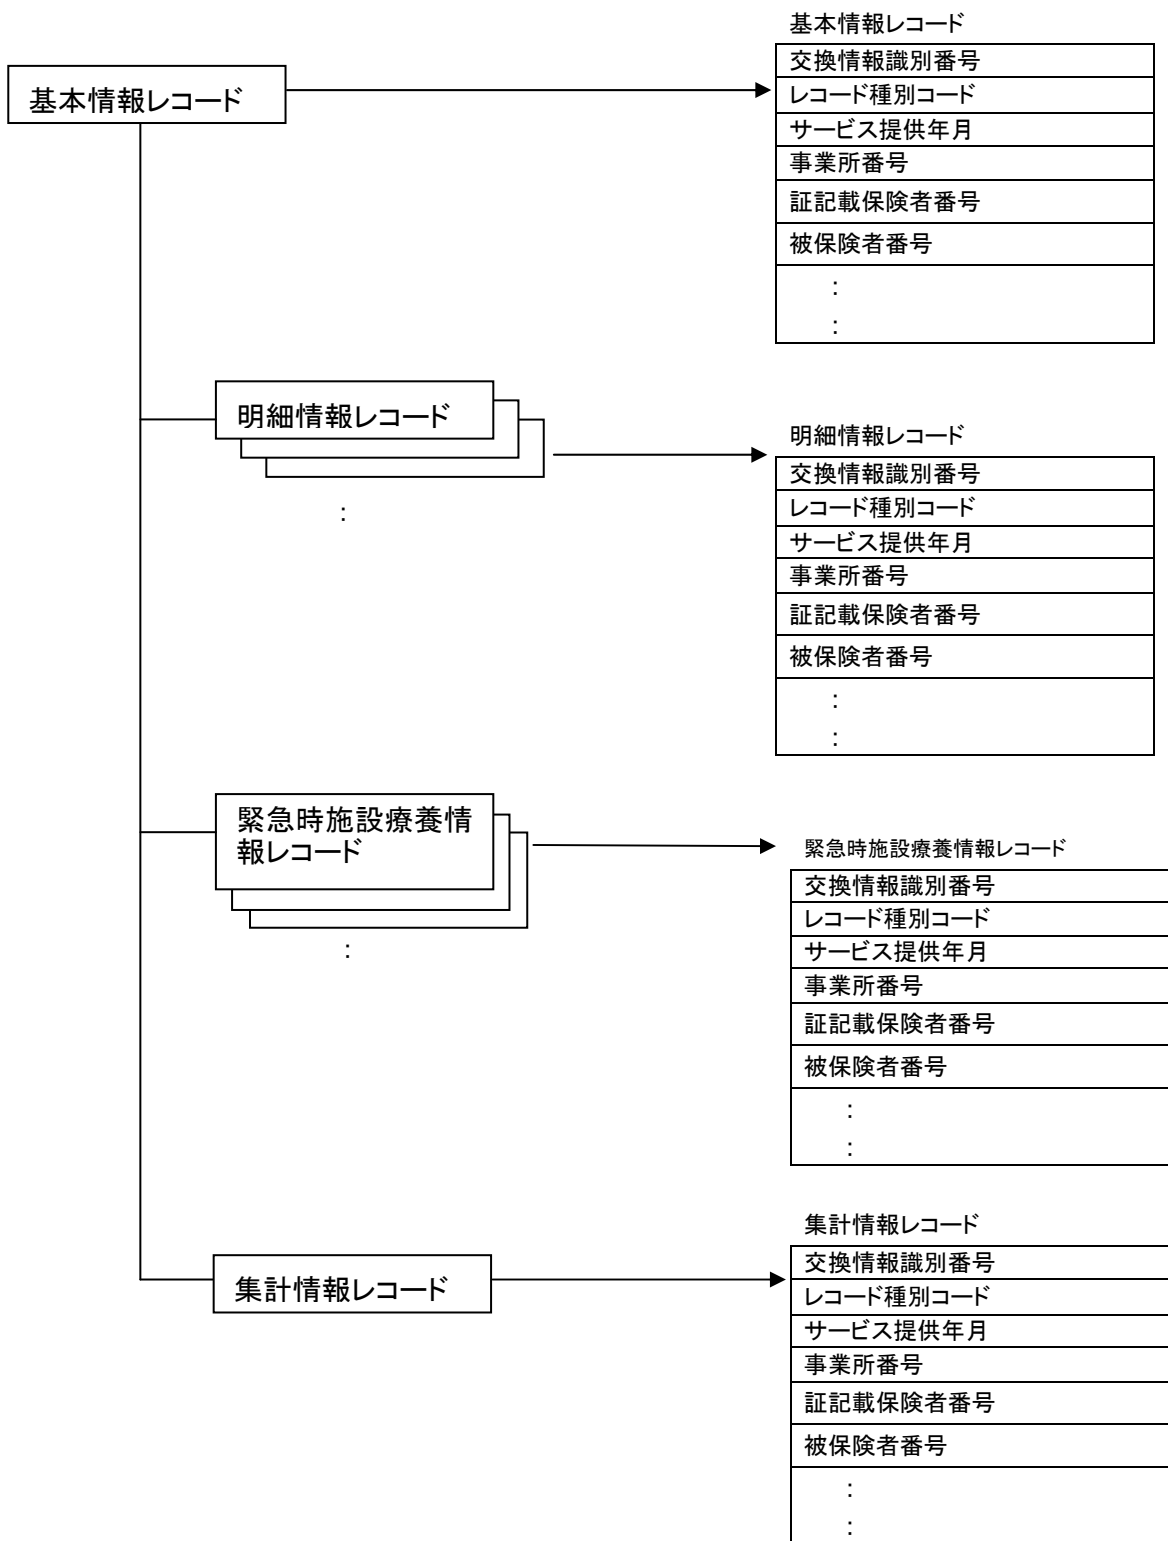 基本情報レコード
基本情報レコード
交換情報識別番号
レコード種別コード
サービス提供年月
事業所番号
証記載保険者番号
被保険者番号
:
:
明細情報レコード
:
明細情報レコード
交換情報識別番号
レコード種別コード
サービス提供年月
事業所番号
証記載保険者番号
被保険者番号
:
:
緊急時施設療養情
報レコード
:
緊急時施設療養情報レコード
交換情報識別番号
レコード種別コード
サービス提供年月
事業所番号
証記載保険者番号
被保険者番号
:
:
集計情報レコード
集計情報レコード
交換情報識別番号
レコード種別コード
サービス提供年月
事業所番号
証記載保険者番号
被保険者番号
:
: